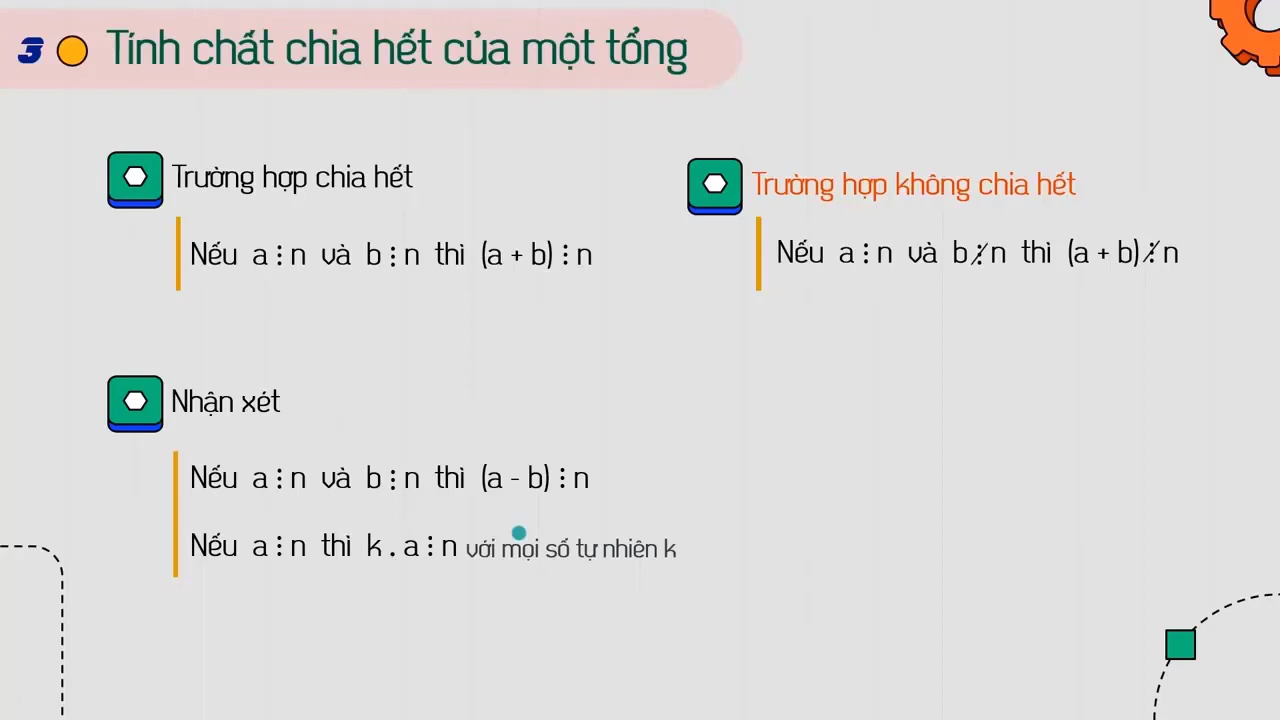 3 Tính chất chia hết của một tổng
Trường hợp chia hết
Nếu a ⋮ n và b ⋮ n thì (a + b) ⋮ n
Trường hợp không chia hết
Nếu a ⋮ n và b ⋮̸ n thì (a + b) ⋮̸ n
Nhận xét
Nếu a ⋮ n và b ⋮ n thì (a - b) ⋮ n
Nếu a ⋮ n thì k . a ⋮ n với mọi số tự nhiên k